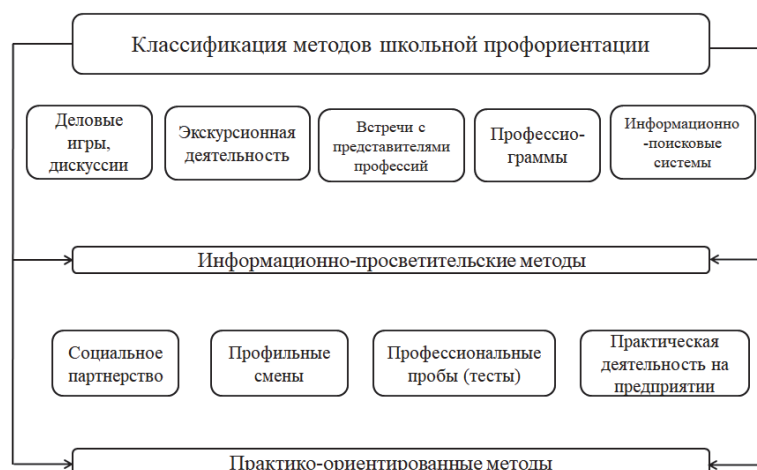 Классификация методов школьной профориентации
Деловые
игры,
дискуссии
Экскурсионная
деятельность
Встречи с
представителями
профессий
Профессио-
граммы
Информационно
-поисковые
системы
Информационно-просветительские методы
Социальное
партнерство
Профильные
смены
Профессиональные
пробы (тесты)
Практическая
деятельность на
предприятии
Практико-ориентированные методы